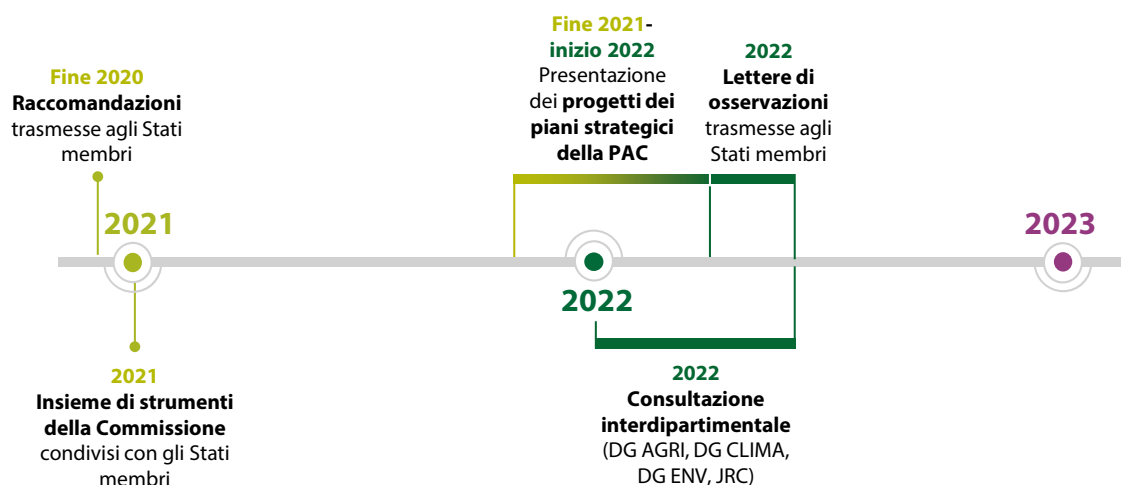 Fine 2020
Raccomandazioni
trasmesse agli Stati
membri
Fine 2021-
inizio 2022
Presentazione
dei progetti dei
piani strategici
della PAC
2022
Lettere di
osservazioni
trasmesse agli
Stati membri
2021
2022
2023
2021
Insieme di strumenti
della Commissione
condivisi con gli Stati
membri
2022
Consultazione
interdipartimentale
(DG AGRI, DG CLIMA,
DG ENV, JRC)